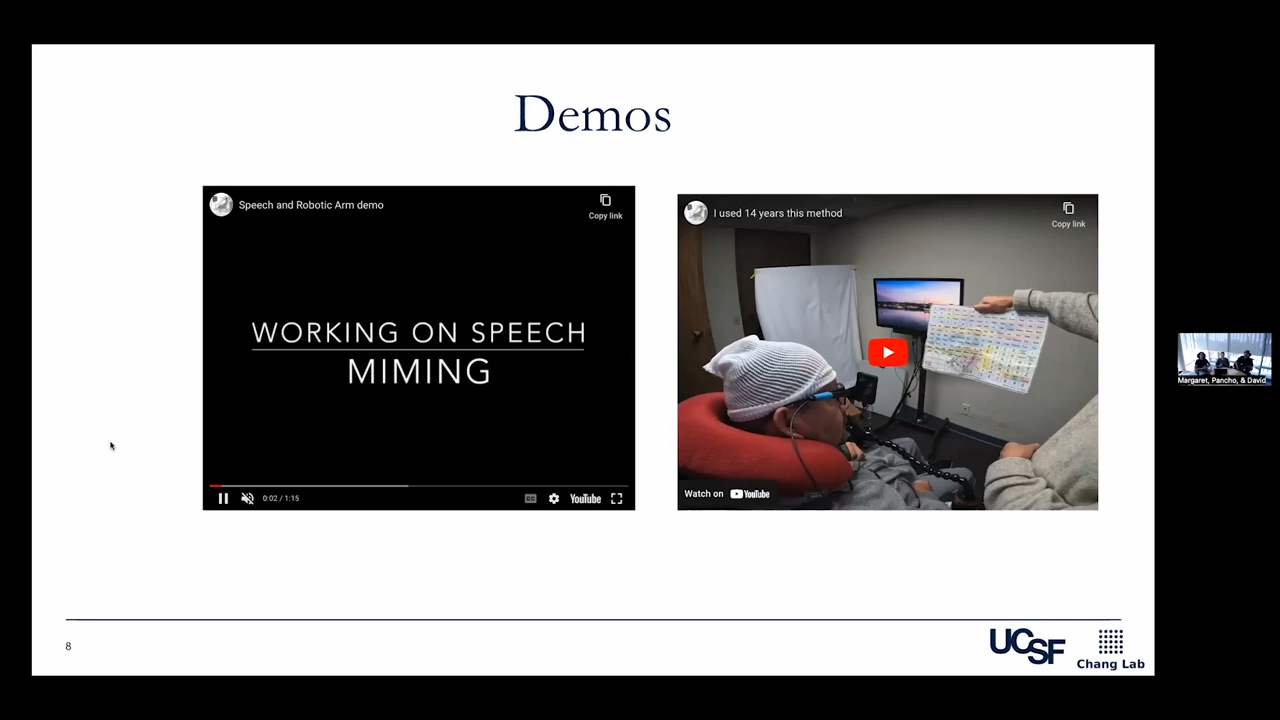 Demos
Speech and Robotic Arm demo
Copy link
WORKING ON SPEECH
MIMING
0:02 / 1:15
CC
YouTube
I used 14 years this method
Copy link
Watch on YouTube
Margaret, Pancho, & David
8
UCSF
Chang Lab